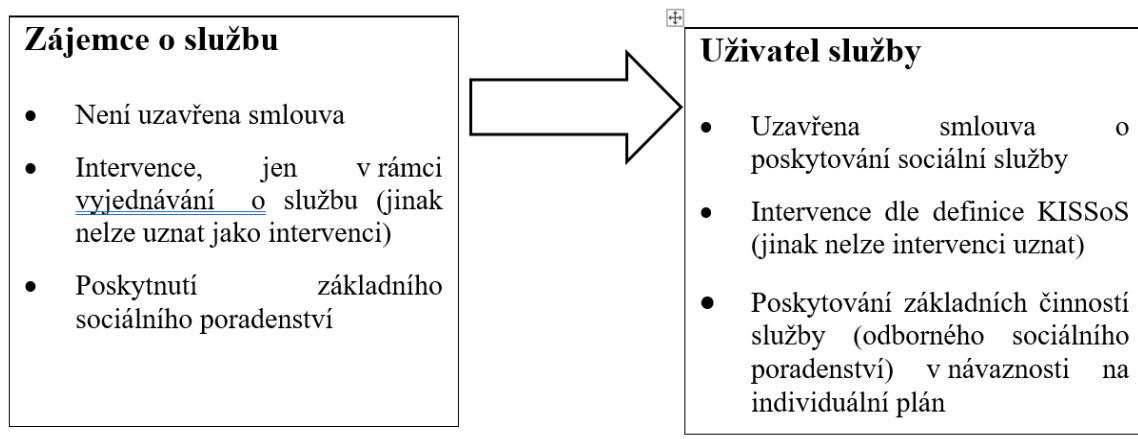 Zájemce o službu
• Není uzavřena smlouva
• Intervence, jen v rámci
vyjednávání o službu (jinak
nelze uznat jako intervenci)
• Poskytnutí základního
sociálního poradenství
Uživatel služby
• Uzavřena smlouva o
poskytování sociální služby
• Intervence dle definice KISSoS
(jinak nelze intervenci uznat)
• Poskytování základních činností
služby (odborného sociálního
poradenství) v návaznosti na
individuální plán